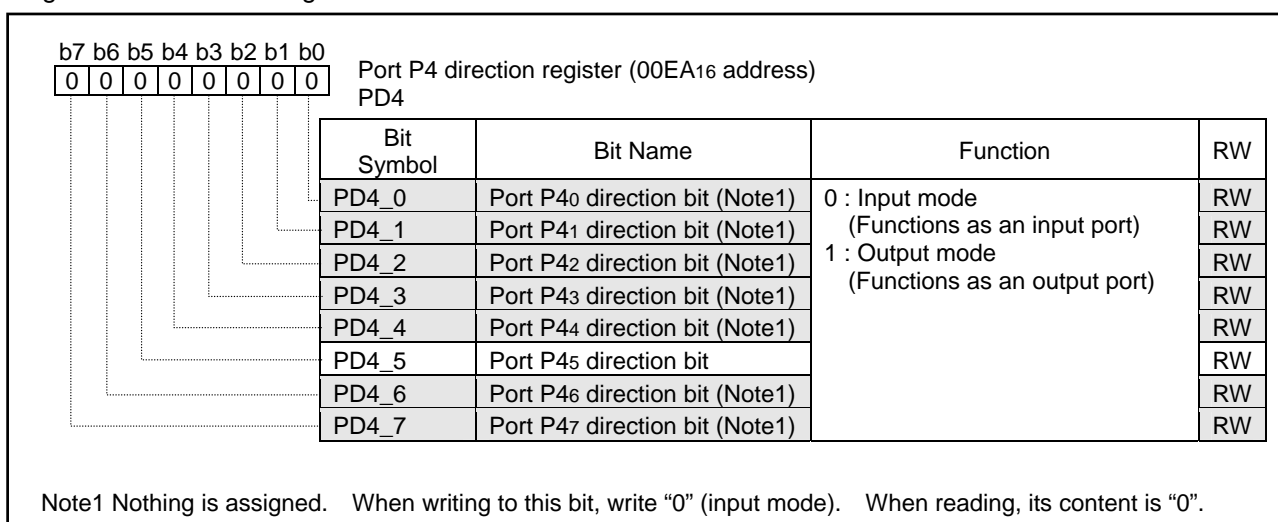 b7 b6 b5 b4 b3 b2 b1 b0
0 0 0 0 0 0 0 0
Port P4 direction register (00EA16 address)
PD4
Bit Symbol Bit Name Function RW
PD4_0 Port P40 direction bit (Note1) 0 : Input mode RW
PD4_1 Port P41 direction bit (Note1) (Functions as an input port) RW
PD4_2 Port P42 direction bit (Note1) 1 : Output mode RW
PD4_3 Port P43 direction bit (Note1) (Functions as an output port) RW
PD4_4 Port P44 direction bit (Note1) RW
PD4_5 Port P45 direction bit RW
PD4_6 Port P46 direction bit (Note1) RW
PD4_7 Port P47 direction bit (Note1) RW
Note1 Nothing is assigned. When writing to this bit, write “0” (input mode). When reading, its content is “0”.